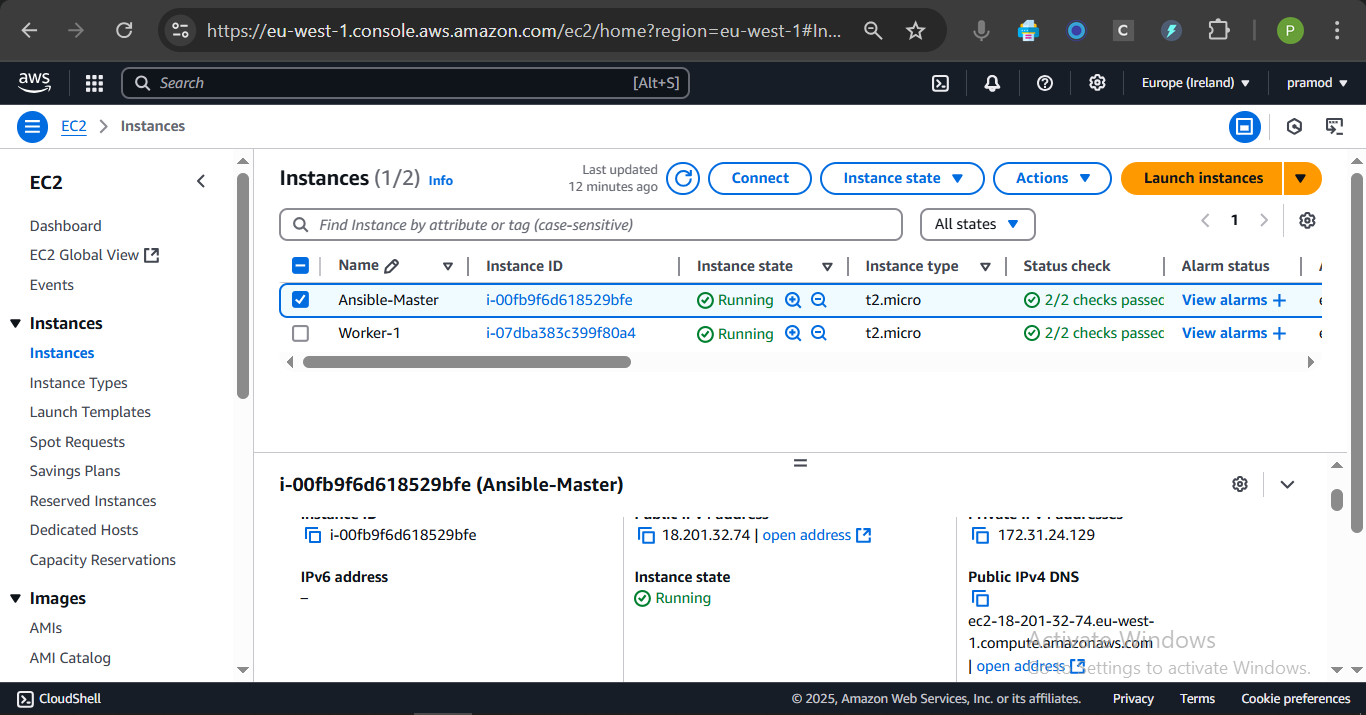 https://eu-west-1.console.aws.amazon.com/ec2/home?region=eu-west-1#In...
C
P
aws
Search [Alt+S]
Europe (Ireland)
pramod
EC2 > Instances
EC2
Dashboard
EC2 Global View
Events
Instances
Instances
Instance Types
Launch Templates
Spot Requests
Savings Plans
Reserved Instances
Dedicated Hosts
Capacity Reservations
Images
AMIs
AMI Catalog
Instances (1/2) Info
Last updated
12 minutes ago
Connect
Instance state
Actions
Launch instances
Find Instance by attribute or tag (case-sensitive)
All states
1
Name Instance ID Instance state Instance type Status check Alarm status
Ansible-Master i-00fb9f6d618529bfe Running t2.micro 2/2 checks passec View alarms +
Worker-1 i-07dba383c399f80a4 Running t2.micro 2/2 checks passec View alarms +
i-00fb9f6d618529bfe (Ansible-Master)
Instance ID
i-00fb9f6d618529bfe
IPv6 address
–
Public IPv4 address
18.201.32.74 | open address
Instance state
Running
Private IPv4 addresses
172.31.24.129
Public IPv4 DNS
ec2-18-201-32-74.eu-west-
1.compute.amazonaws.com
| open address
Activate Windows
Go to Settings to activate Windows.
CloudShell
© 2025, Amazon Web Services, Inc. or its affiliates.
Privacy
Terms
Cookie preferences